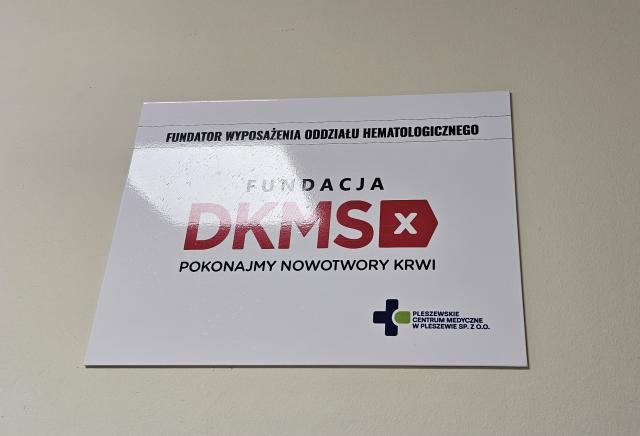 FUNDATOR WYPOSAŻENIA ODDZIAŁU HEMATOLOGICZNEGO
FUNDACJA
DKMS x
POKONAJMY NOWOTWORY KRWI
PLESZEWSKIE
CENTRUM MEDYCZNE
W PLESZEWIE SP. Z O.O.